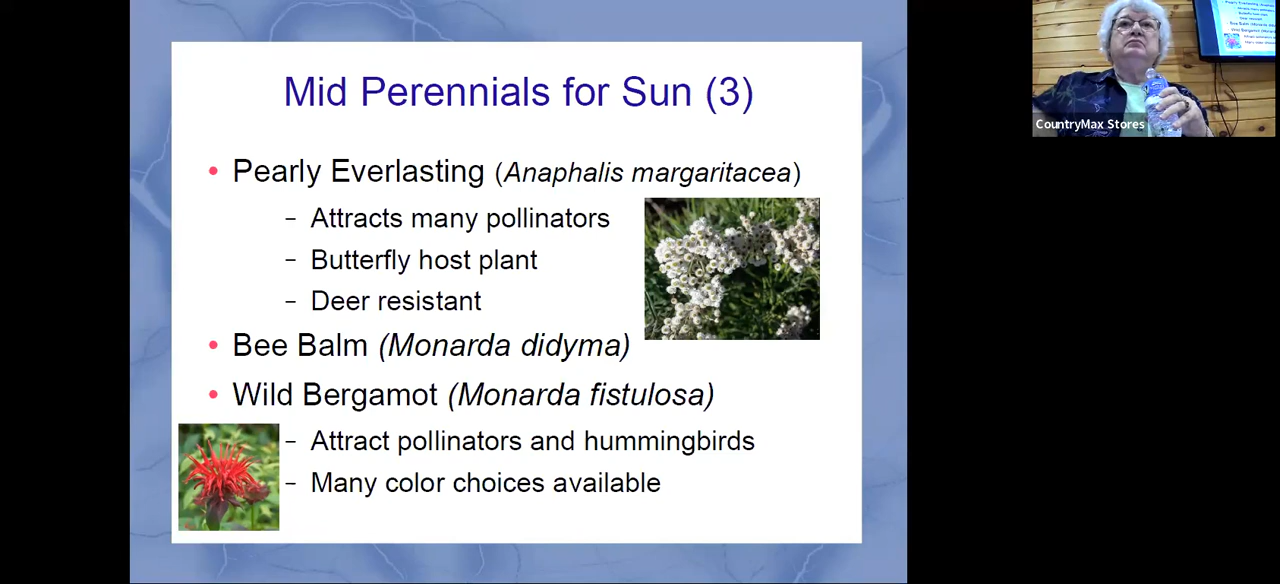 Mid Perennials for Sun (3)
• Pearly Everlasting (Anaphalis margaritacea)
– Attracts many pollinators
– Butterfly host plant
– Deer resistant
• Bee Balm (Monarda didyma)
• Wild Bergamot (Monarda fistulosa)
– Attract pollinators and hummingbirds
– Many color choices available
CountryMax Stores